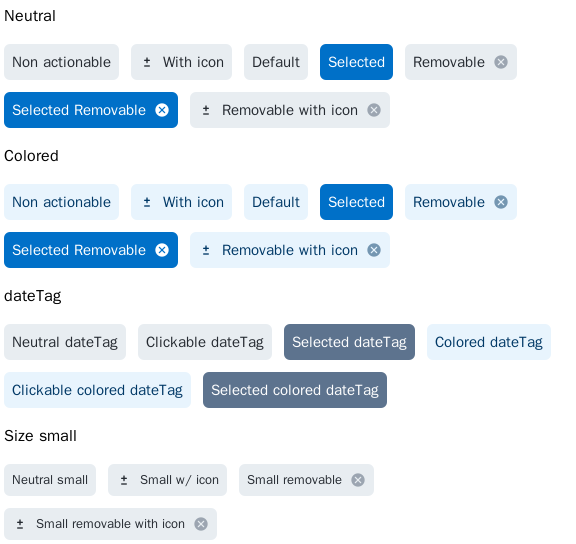 Neutral
Non actionable ± With icon Default Selected Removable
Selected Removable ± Removable with icon
Colored
Non actionable ± With icon Default Selected Removable
Selected Removable ± Removable with icon
dateTag
Neutral dateTag Clickable dateTag Selected dateTag Colored dateTag
Clickable colored dateTag Selected colored dateTag
Size small
Neutral small ± Small w/ icon Small removable
± Small removable with icon